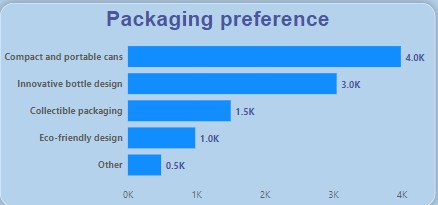 Packaging preference
Compact and portable cans 4.0K
Innovative bottle design 3.0K
Collectible packaging 1.5K
Eco-friendly design 1.0K
Other 0.5K
0K 1K 2K 3K 4K